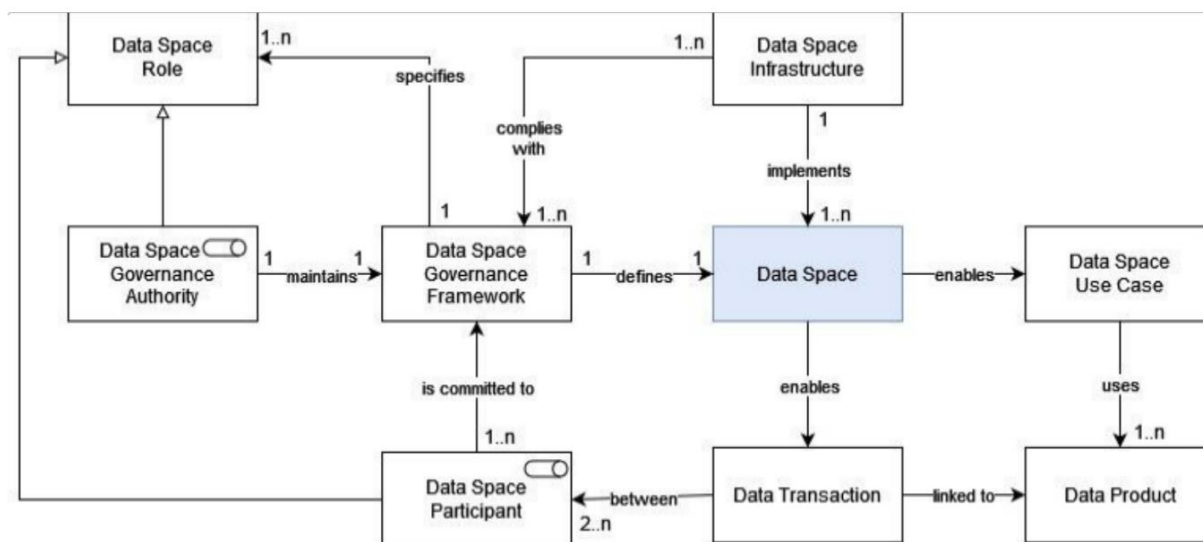 Data Space
Role
1..n
specifies
1..n
Data Space
Infrastructure
complies
with
1
implements
1
1..n
1..n
Data Space
Governance
Authority
1
maintains
1
Data Space
Governance
Framework
1
defines
1
Data Space
enables
Data Space
Use Case
is committed to
enables
uses
1..n
1..n
Data Space
Participant
between
2..n
Data Transaction
linked to
Data Product